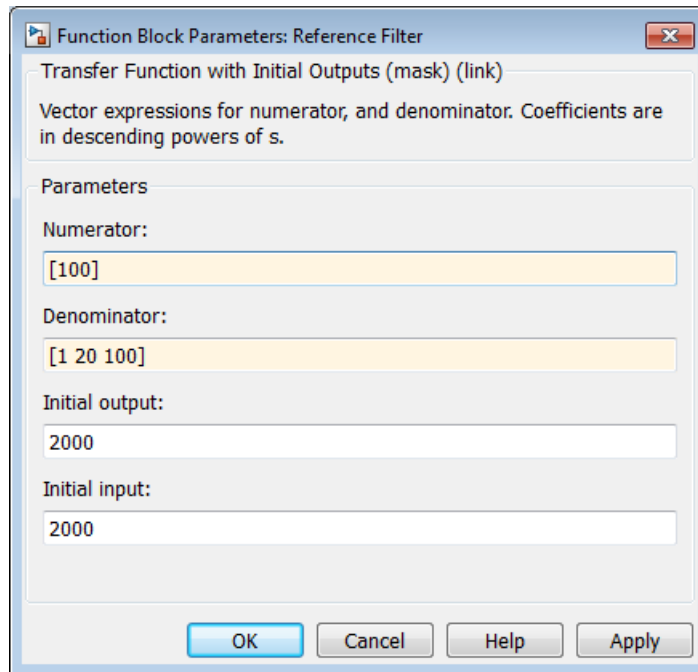 Function Block Parameters: Reference Filter
Transfer Function with Initial Outputs (mask) (link)
Vector expressions for numerator, and denominator. Coefficients are
in descending powers of s.
Parameters
Numerator:
[100]
Denominator:
[1 20 100]
Initial output:
2000
Initial input:
2000
OK Cancel Help Apply